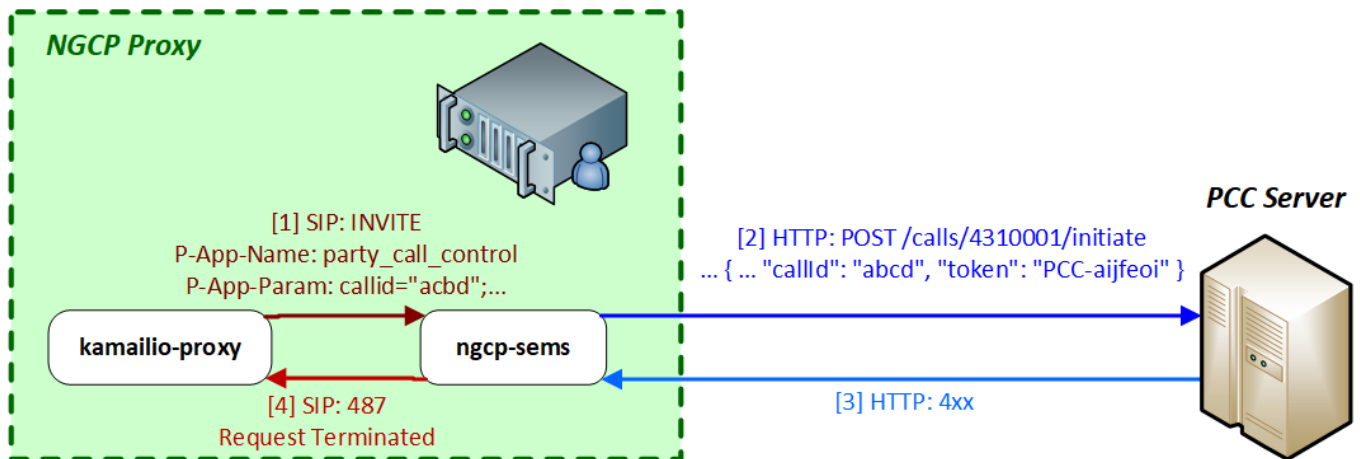 NGCP Proxy
[1] SIP: INVITE
P-App-Name: party_call_control
P-App-Param: callid="acbd";...
kamailio-proxy
ngcp-sems
[4] SIP: 487
Request Terminated
[2] HTTP: POST /calls/4310001/initiate
... { ... "callId": "abcd", "token": "PCC-aijfeoi" }
[3] HTTP: 4xx
PCC Server